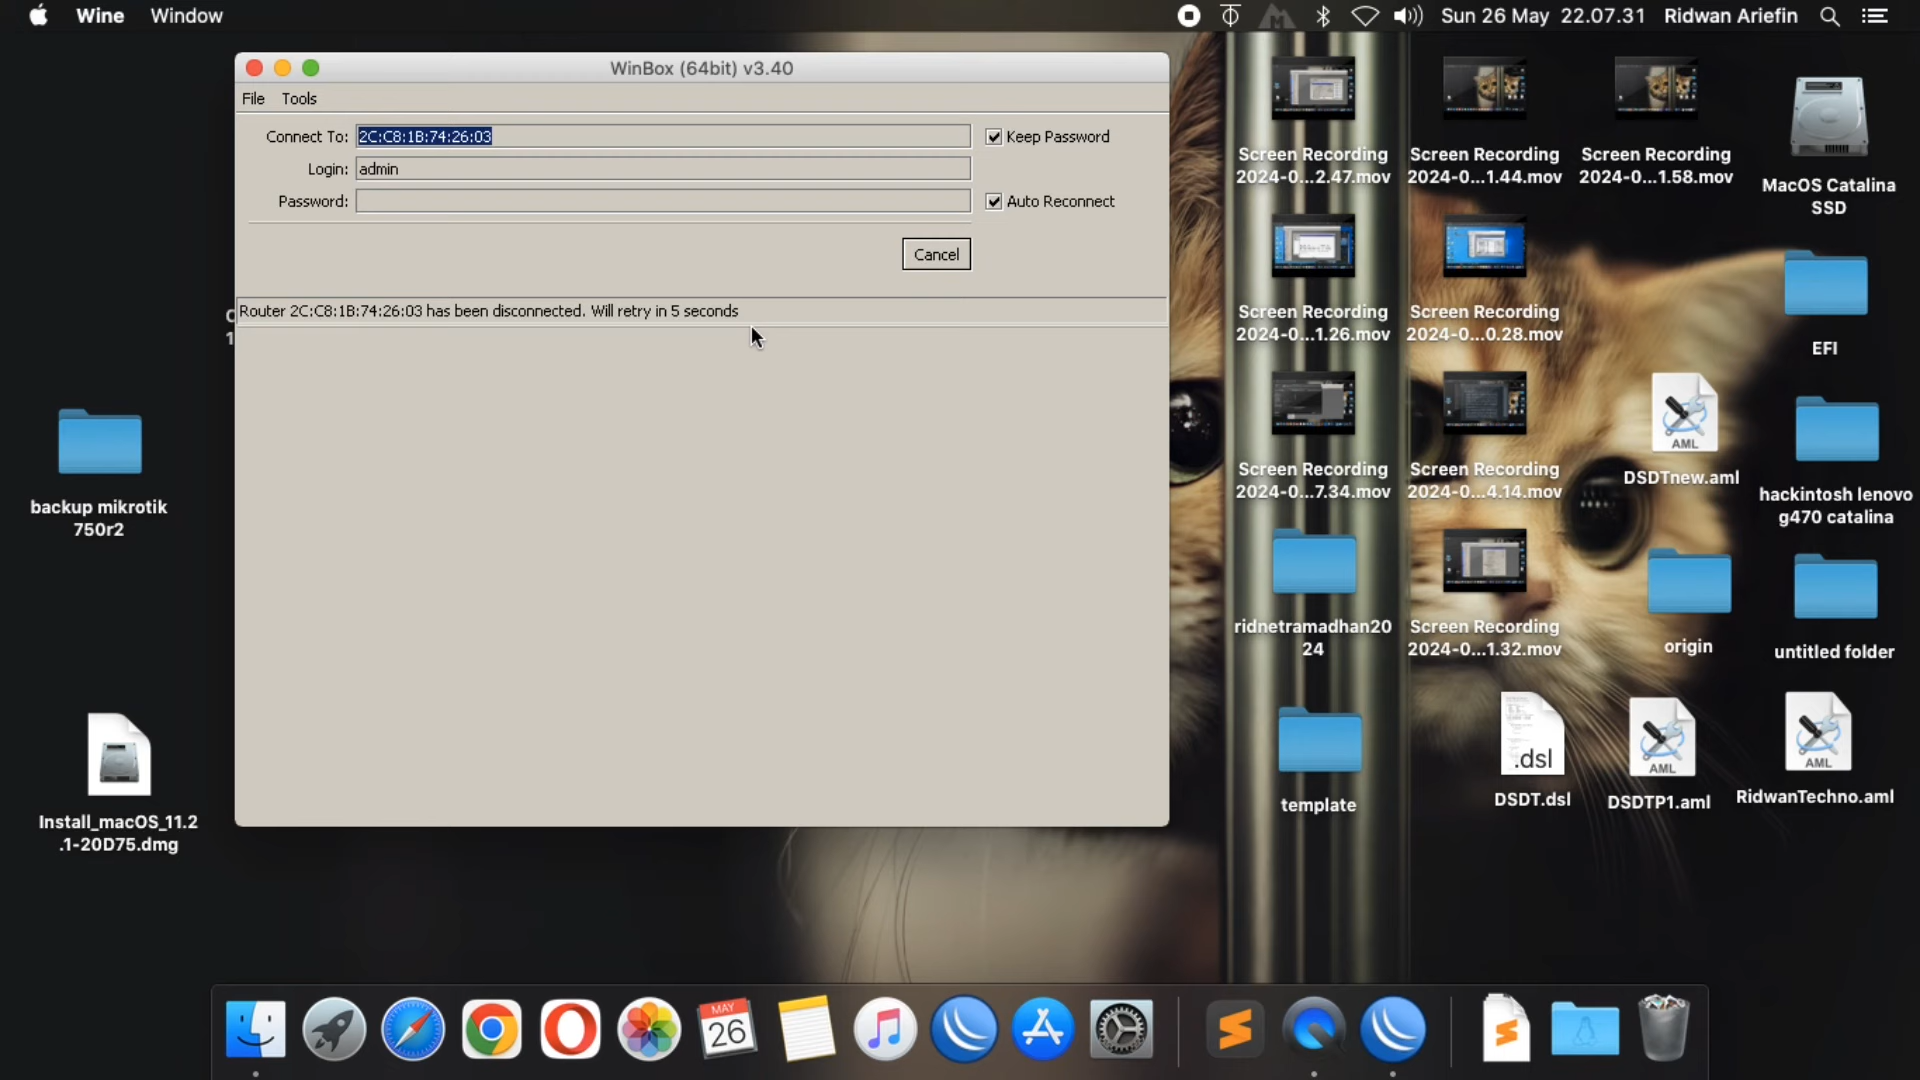 Wine Window
Sun 26 May 22.07.31 Ridwan Ariefin
WinBox (64bit) v3.40
File Tools
Connect To: 2C:C8:1B:74:26:03
Keep Password
Login: admin
Password:
Auto Reconnect
Cancel
Router 2C:C8:1B:74:26:03 has been disconnected. Will retry in 5 seconds
backup mikrotik
750r2
Install_macOS_11.2
.1-20D75.dmg
Screen Recording
2024-0...2.47.mov
Screen Recording
2024-0...1.44.mov
Screen Recording
2024-0...1.58.mov
MacOS Catalina
SSD
Screen Recording
2024-0...1.26.mov
Screen Recording
2024-0...0.28.mov
EFI
Screen Recording
2024-0...7.34.mov
Screen Recording
2024-0...4.14.mov
AML
DSDTnew.aml
hackintosh lenovo
g470 catalina
ridnetramadhan20
24
Screen Recording
2024-0...1.32.mov
origin
untitled folder
template
.dsl
DSDT.dsl
AML
DSDTP1.aml
AML
RidwanTechno.aml
MAY
26